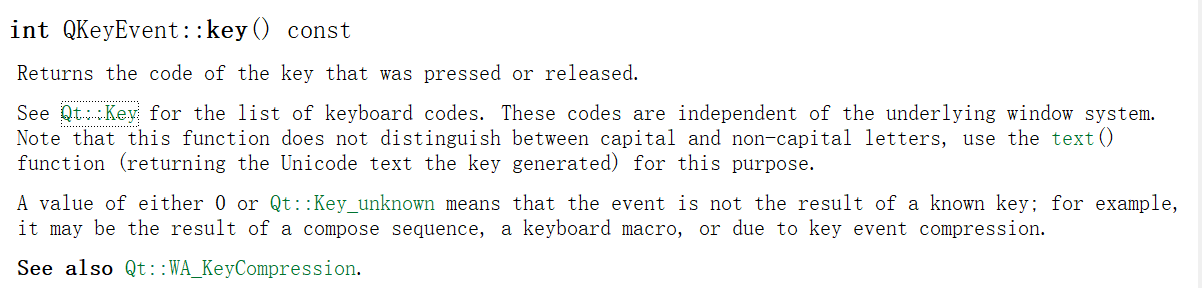 int QKeyEvent::key() const
Returns the code of the key that was pressed or released.
See Qt::Key for the list of keyboard codes. These codes are independent of the underlying window system.
Note that this function does not distinguish between capital and non-capital letters, use the text()
function (returning the Unicode text the key generated) for this purpose.
A value of either 0 or Qt::Key_unknown means that the event is not the result of a known key; for example,
it may be the result of a compose sequence, a keyboard macro, or due to key event compression.
See also Qt::WA_KeyCompression.